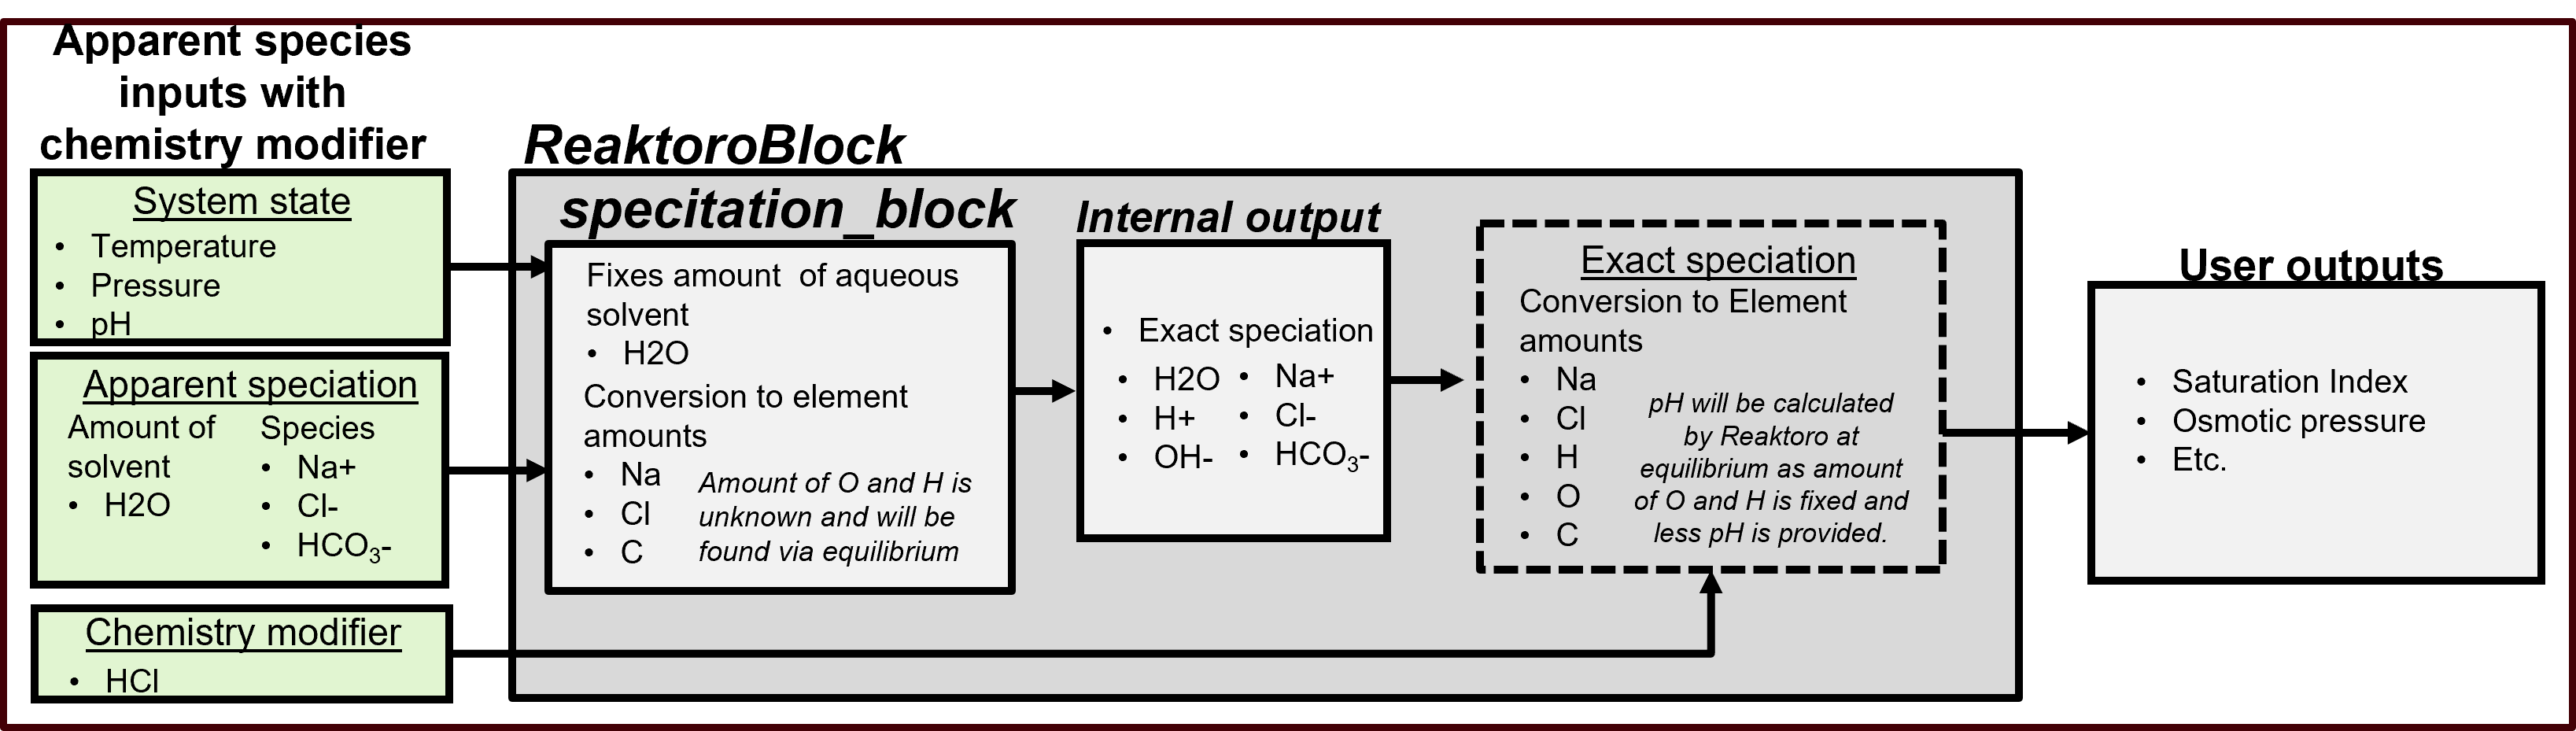 Apparent species
inputs with
chemistry modifier
System state
• Temperature
• Pressure
• pH
Apparent speciation
Amount of
solvent
• H2O
Species
• Na+
• Cl-
• HCO₃-
Chemistry modifier
• HCl
ReaktoroBlock
specitation_block
Fixes amount  of aqueous
solvent
• H2O
Conversion to element
amounts
• Na
• Cl
• C
Amount of O and H is
unknown and will be
found via equilibrium
Internal output
• Exact speciation
• H2O
• H+
• OH-
• Na+
• Cl-
• HCO₃-
Exact speciation
Conversion to Element
amounts
• Na
• Cl
• H
• O
• C
pH will be calculated
by Reaktoro at
equilibrium as amount
of O and H is fixed and
less pH is provided.
User outputs
• Saturation Index
• Osmotic pressure
• Etc.